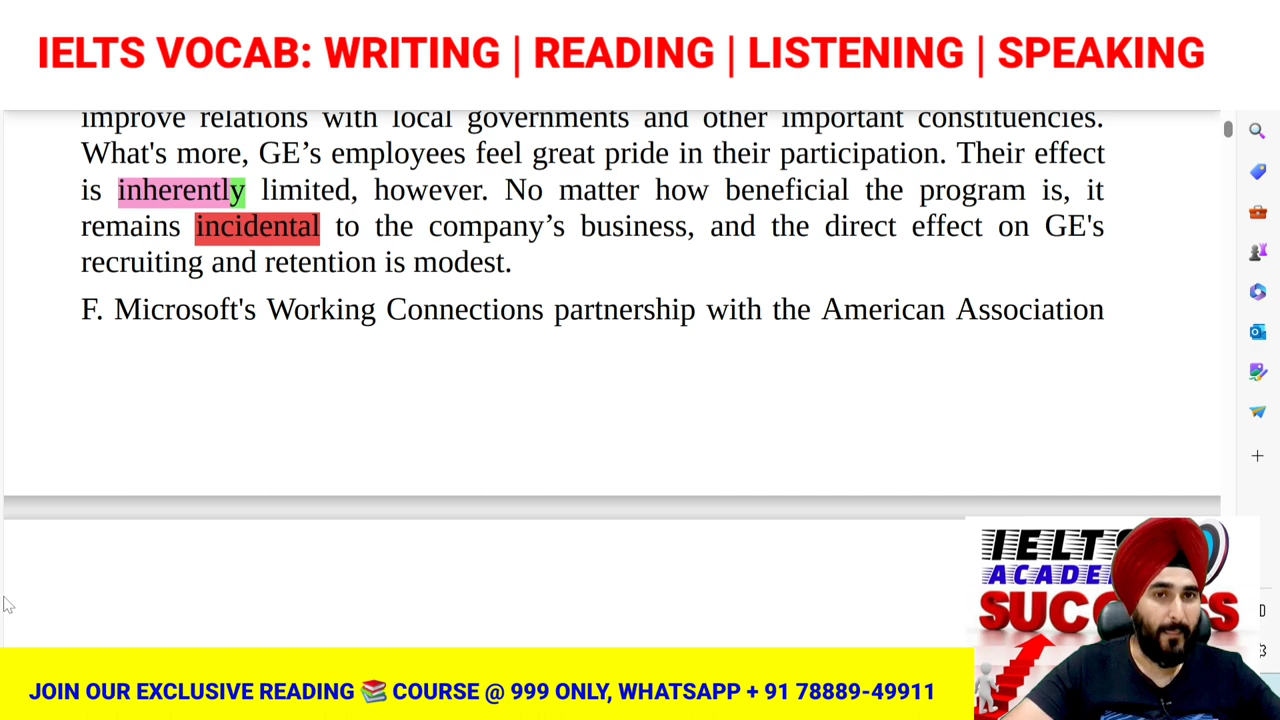 IELTS VOCAB: WRITING | READING | LISTENING | SPEAKING
improve relations with local governments and other important constituencies.
What's more, GE’s employees feel great pride in their participation. Their effect
is inherently limited, however. No matter how beneficial the program is, it
remains incidental to the company’s business, and the direct effect on GE's
recruiting and retention is modest.
F. Microsoft's Working Connections partnership with the American Association
IELTS
ACADE
SUC S
JOIN OUR EXCLUSIVE READING 📚 COURSE @ 999 ONLY, WHATSAPP + 91 78889-49911